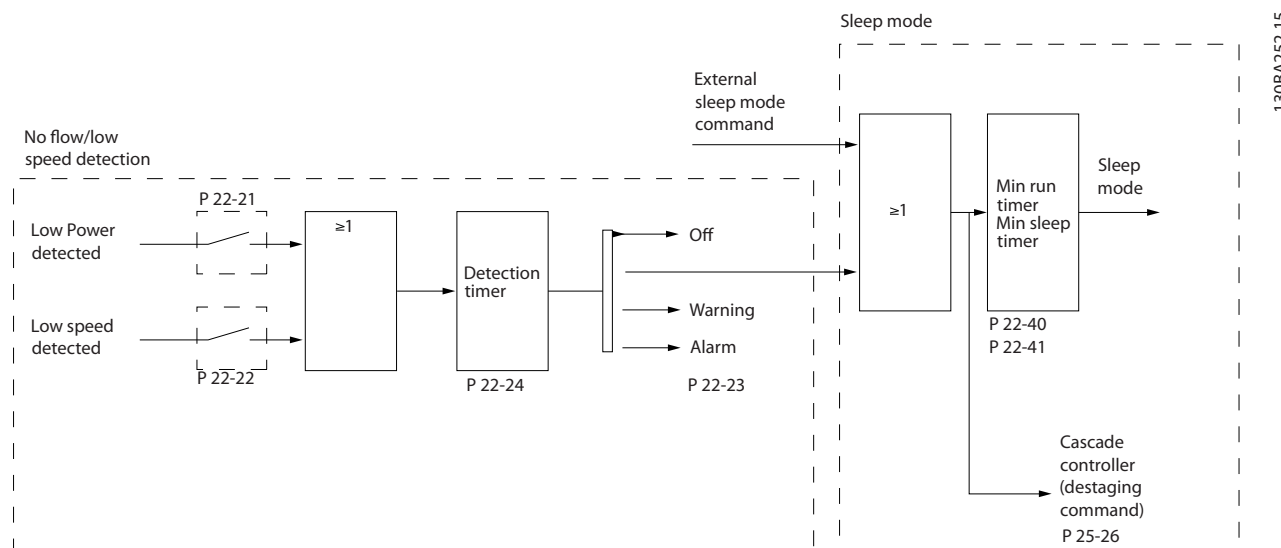 Sleep mode
130BA252.15
External
sleep mode
command
No flow/low
speed detection
P 22-21
Low Power
detected
≥1
Low speed
detected
P 22-22
Detection
timer
P 22-24
Off
Warning
Alarm
P 22-23
≥1
Min run
timer
Min sleep
timer
P 22-40
P 22-41
Sleep
mode
Cascade
controller
(destaging
command)
P 25-26